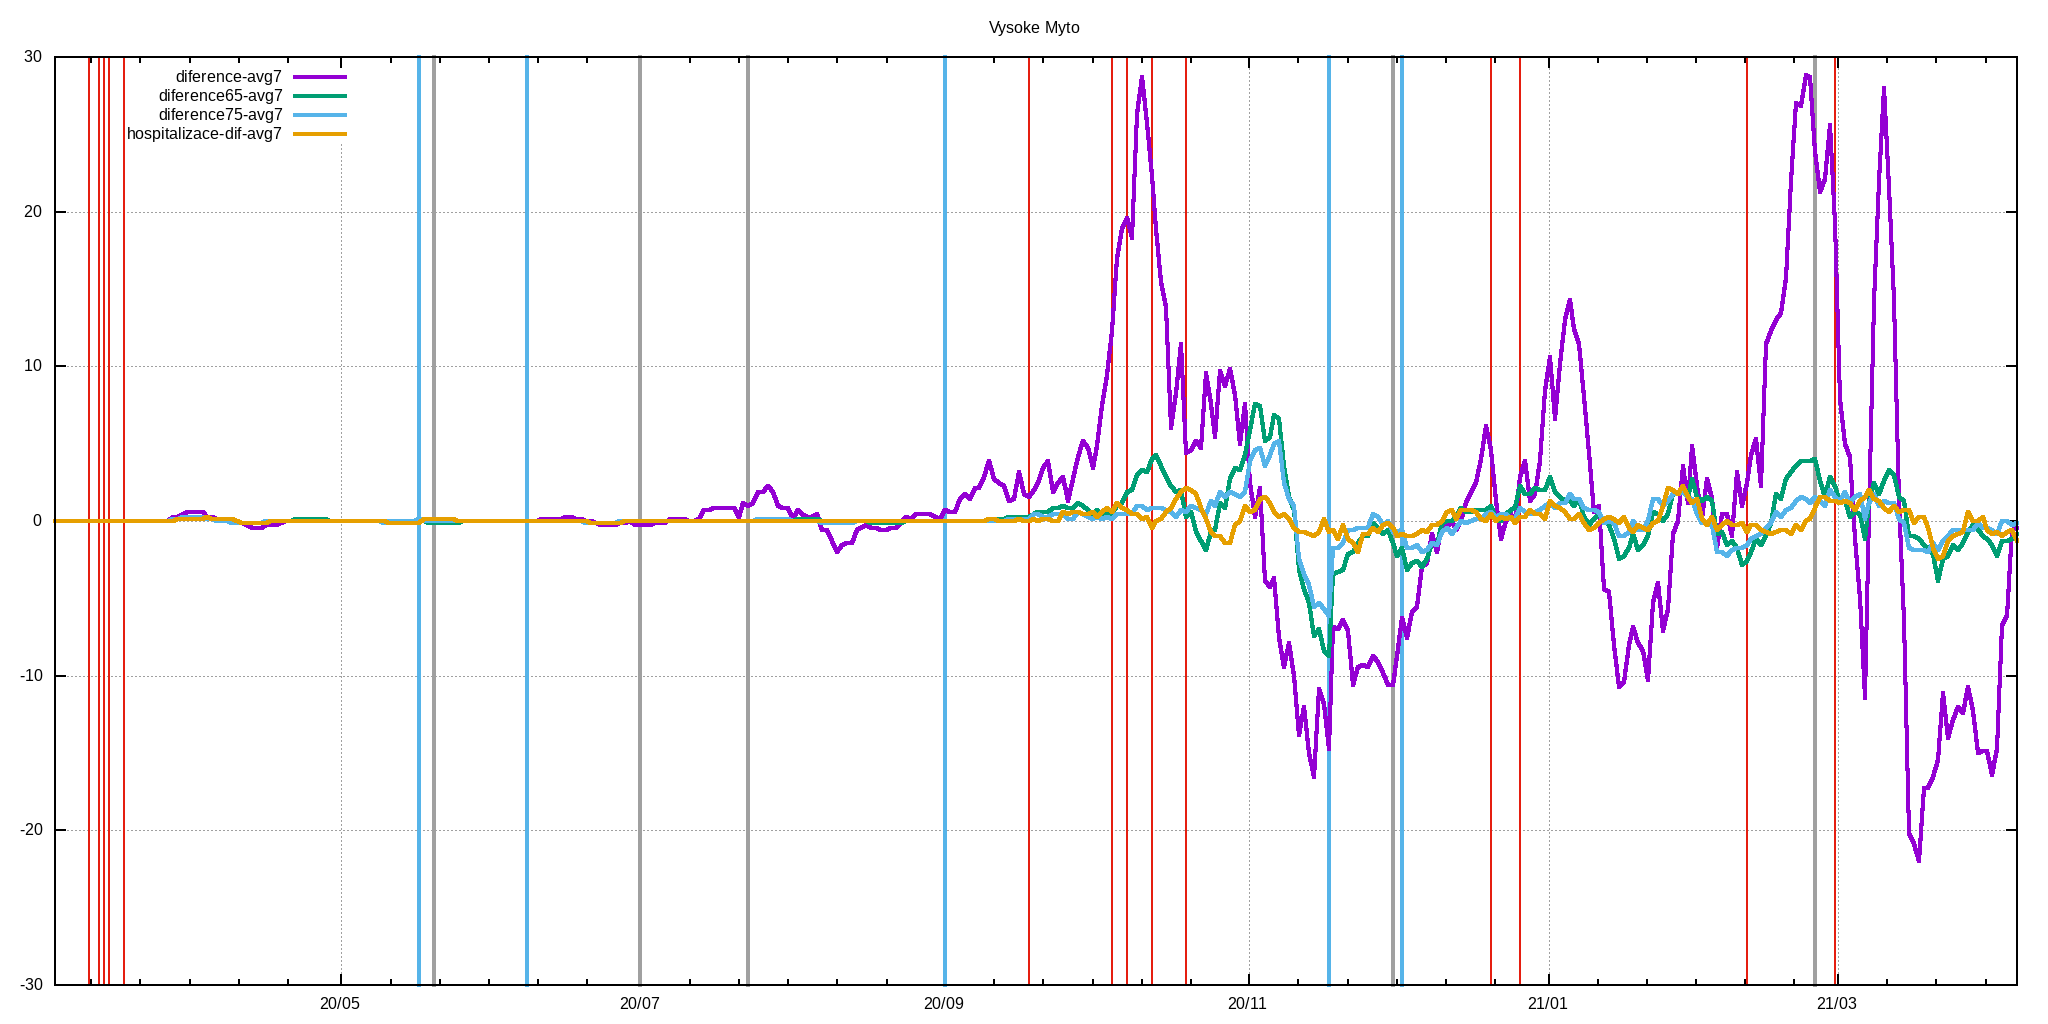 Vysoke Myto
30
20
10
0
-10
-20
-30
diference-avg7
diference65-avg7
diference75-avg7
hospitalizace-dif-avg7
20/05
20/07
20/09
20/11
21/01
21/03